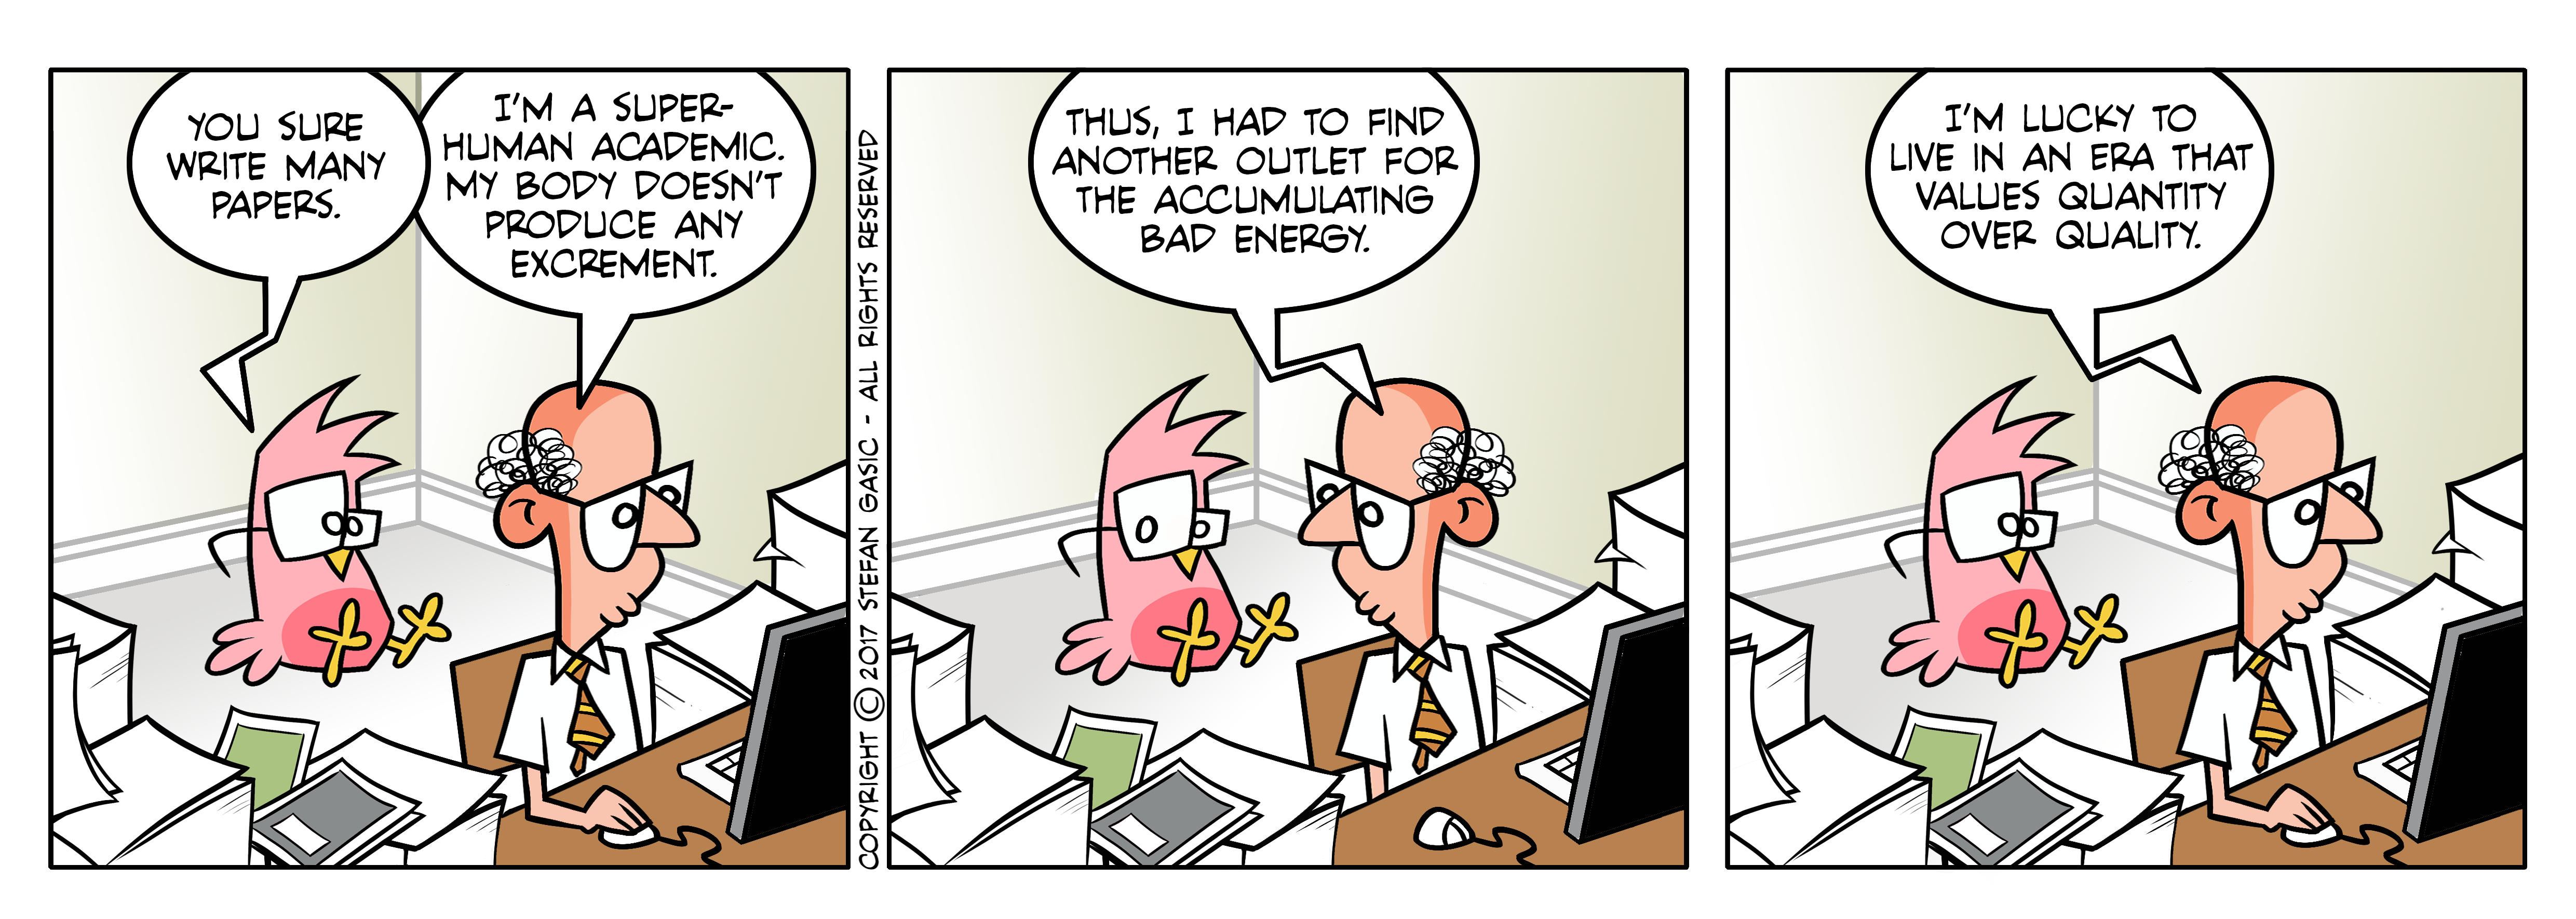 YOU SURE
WRITE MANY
PAPERS.
I'M A SUPER-
HUMAN ACADEMIC.
MY BODY DOESN'T
PRODUCE ANY
EXCREMENT.
COPYRIGHT © 2017 STEFAN GASIC - ALL RIGHTS RESERVED
THUS, I HAD TO FIND
ANOTHER OUTLET FOR
THE ACCUMULATING
BAD ENERGY.
I'M LUCKY TO
LIVE IN AN ERA THAT
VALUES QUANTITY
OVER QUALITY.